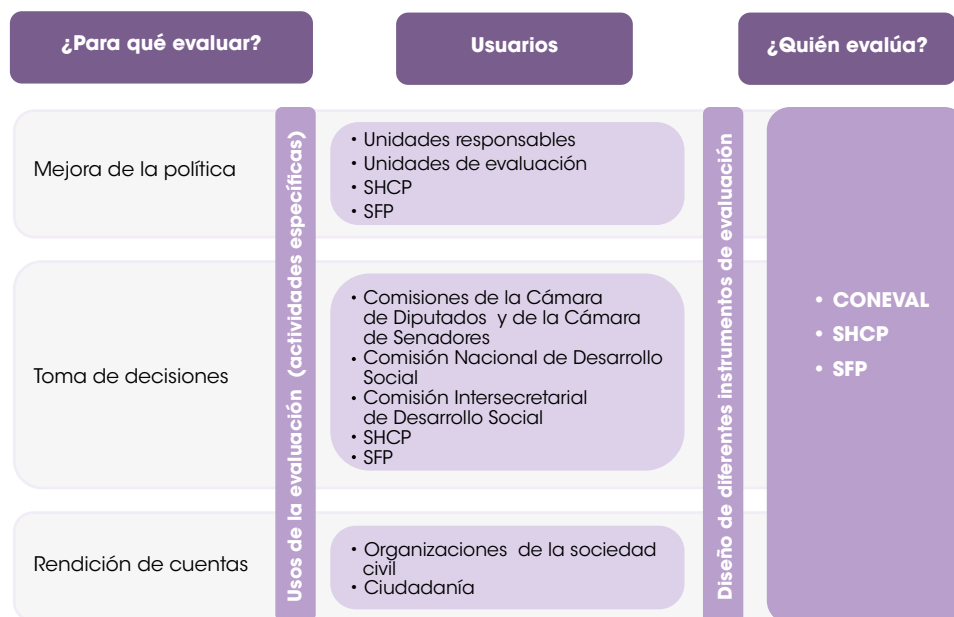 ¿Para qué evaluar?
Usuarios
¿Quién evalúa?
Mejora de la política
Usos de la evaluación (actividades específicas)
• Unidades responsables
• Unidades de evaluación
• SHCP
• SFP
Diseño de diferentes instrumentos de evaluación
• CONEVAL
• SHCP
• SFP
Toma de decisiones
• Comisiones de la Cámara
de Diputados y de la Cámara
de Senadores
• Comisión Nacional de Desarrollo
Social
• Comisión Intersecretarial
de Desarrollo Social
• SHCP
• SFP
Rendición de cuentas
• Organizaciones de la sociedad
civil
• Ciudadanía